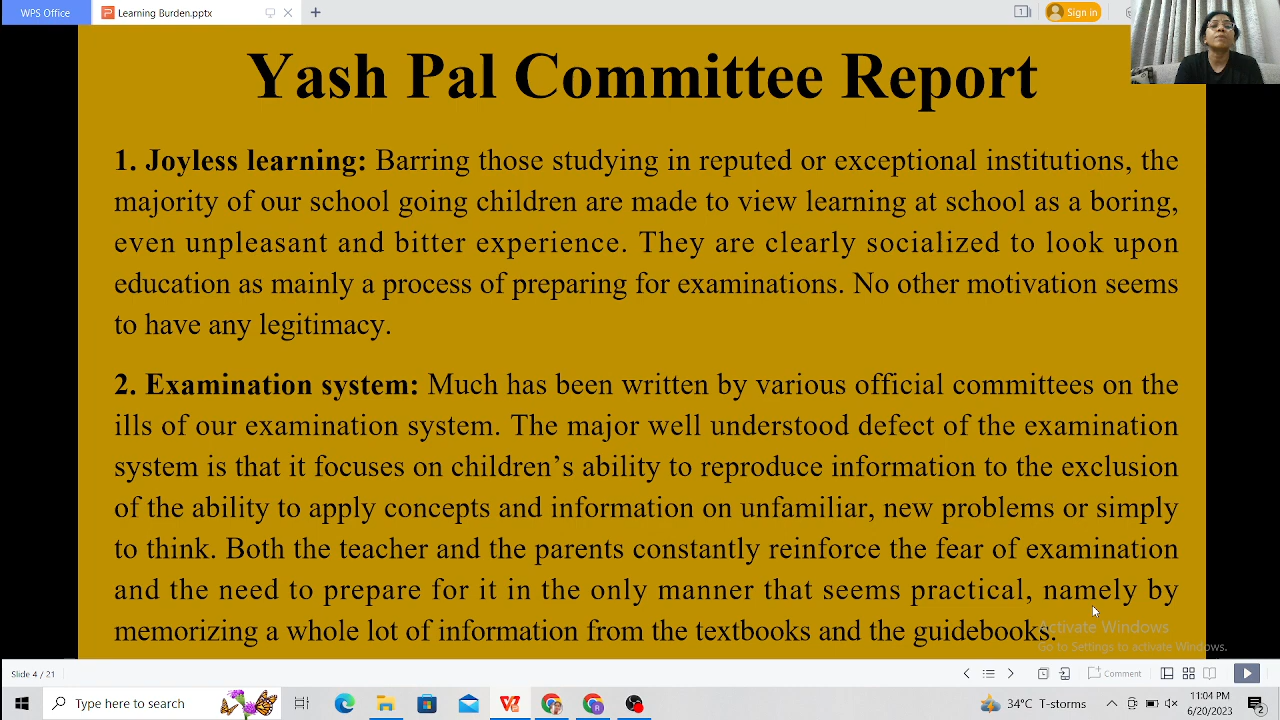 WPS Office
Learning Burden.pptx
Sign in
Yash Pal Committee Report
1. Joyless learning: Barring those studying in reputed or exceptional institutions, the
majority of our school going children are made to view learning at school as a boring,
even unpleasant and bitter experience. They are clearly socialized to look upon
education as mainly a process of preparing for examinations. No other motivation seems
to have any legitimacy.
2. Examination system: Much has been written by various official committees on the
ills of our examination system. The major well understood defect of the examination
system is that it focuses on children’s ability to reproduce information to the exclusion
of the ability to apply concepts and information on unfamiliar, new problems or simply
to think. Both the teacher and the parents constantly reinforce the fear of examination
and the need to prepare for it in the only manner that seems practical, namely by
memorizing a whole lot of information from the textbooks and the guidebooks.
Activate Windows
Go to Settings to activate Windows.
Slide 4 / 21
Comment
Type here to search
34°C T-storms
11:04 PM
6/20/2023
2